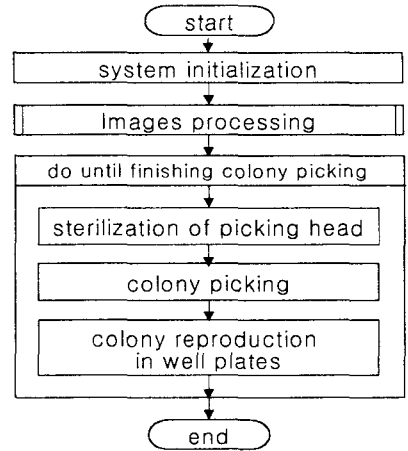 start
system initialization
Images processing
do until finishing colony picking
sterilization of picking head
colony picking
colony reproduction
in well plates
end